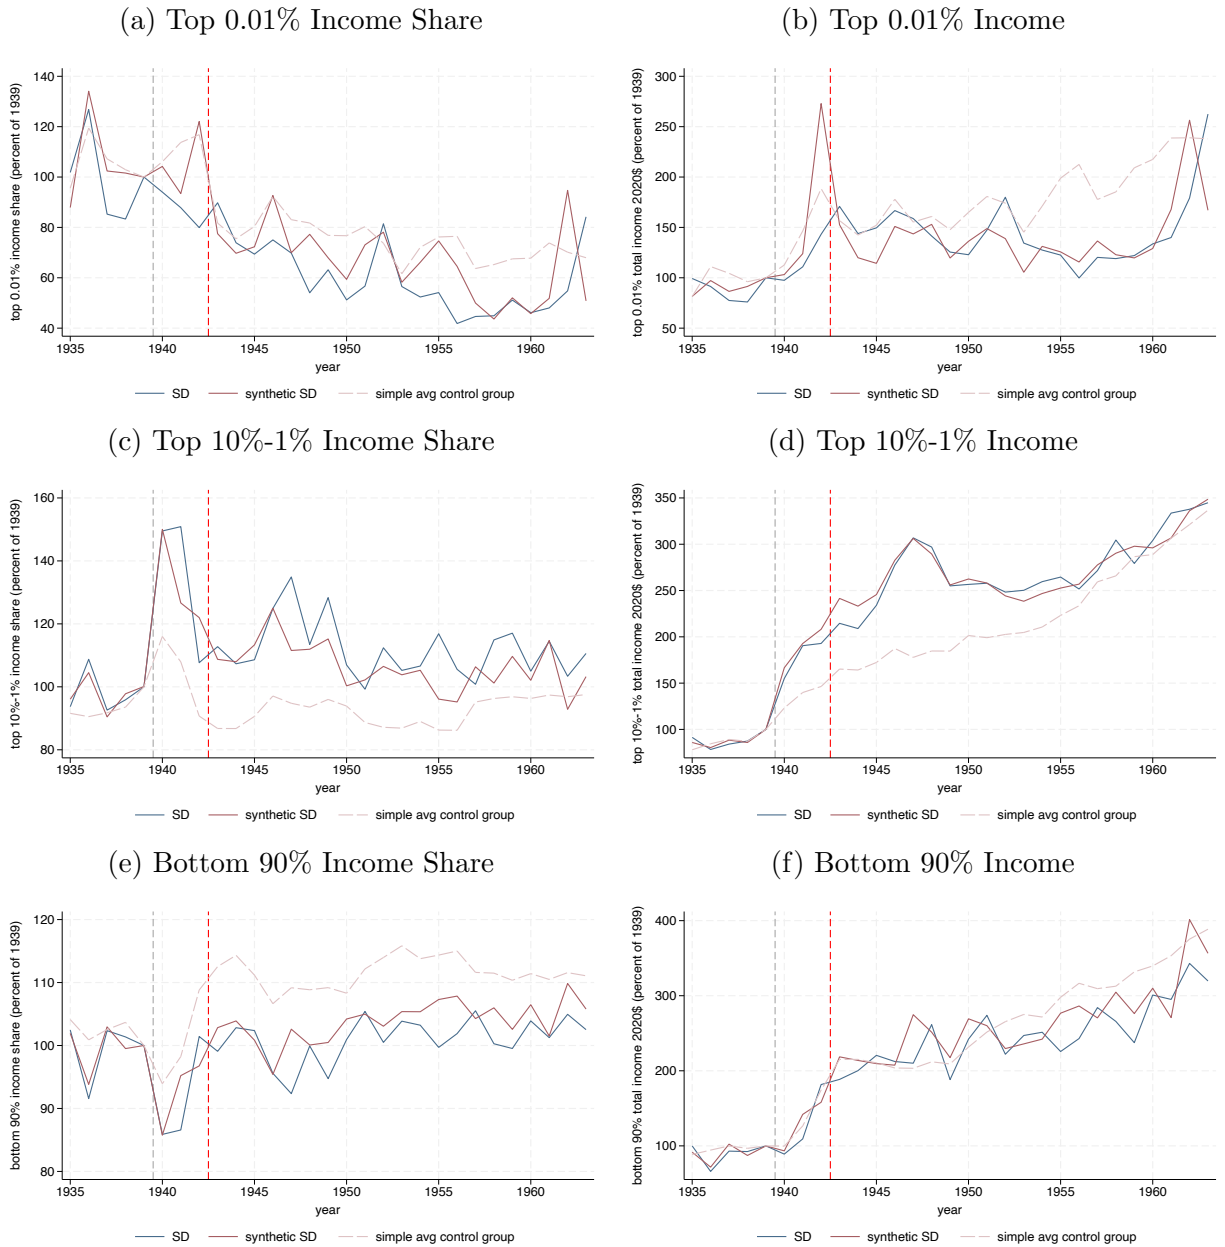 (a) Top 0.01% Income Share
top 0.01% income share (percent of 1939)
140
120
100
80
60
40
1935 1940 1945 1950 1955 1960
year
SD synthetic SD simple avg control group
(b) Top 0.01% Income
top 0.01% total income 2020$ (percent of 1939)
300
250
200
150
100
50
1935 1940 1945 1950 1955 1960
year
SD synthetic SD simple avg control group
(c) Top 10%-1% Income Share
top 10%-1% income share (percent of 1939)
160
140
120
100
80
1935 1940 1945 1950 1955 1960
year
SD synthetic SD simple avg control group
(d) Top 10%-1% Income
top 10%-1% total income 2020$ (percent of 1939)
350
300
250
200
150
100
1935 1940 1945 1950 1955 1960
year
SD synthetic SD simple avg control group
(e) Bottom 90% Income Share
bottom 90% income share (percent of 1939)
120
110
100
90
80
1935 1940 1945 1950 1955 1960
year
SD synthetic SD simple avg control group
(f) Bottom 90% Income
bottom 90% total income 2020$ (percent of 1939)
400
300
200
100
1935 1940 1945 1950 1955 1960
year
SD synthetic SD simple avg control group